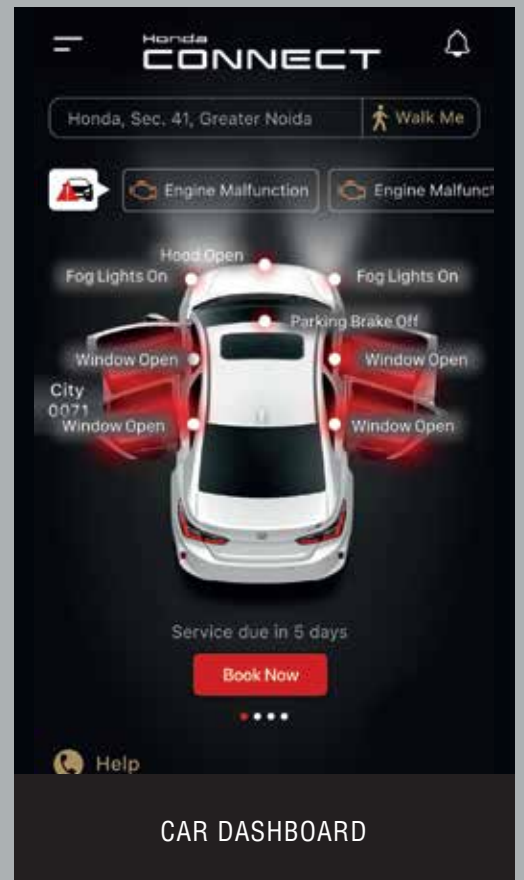 Honda
CONNECT
Honda, Sec. 41, Greater Noida
Walk Me
Engine Malfunction
Engine Malfunct
Hood Open
Fog Lights On
Fog Lights On
Parking Brake Off
Window Open
Window Open
City
0071
Window Open
Window Open
Service due in 5 days
Book Now
Help
CAR DASHBOARD